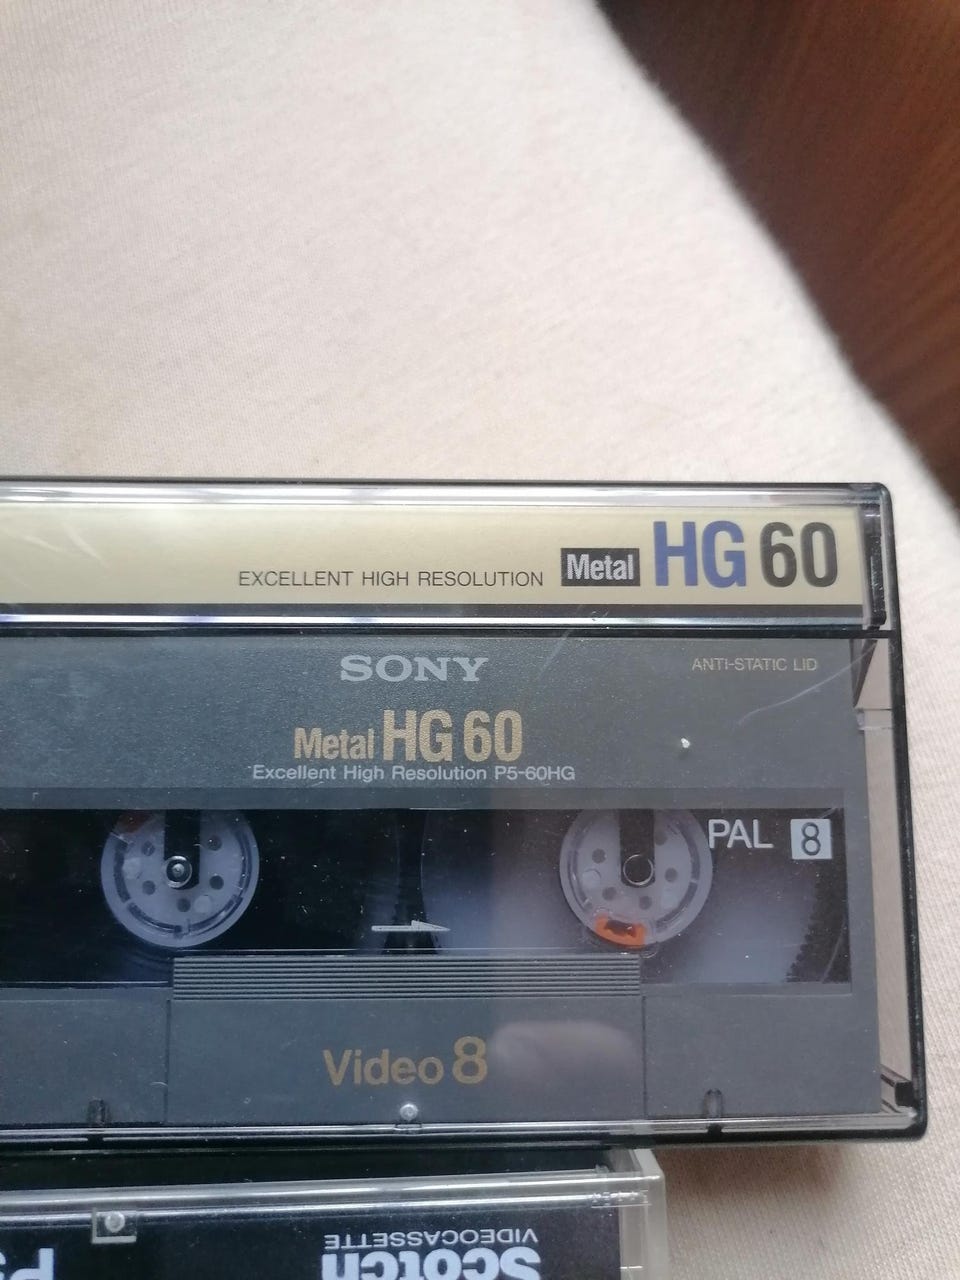 EXCELLENT HIGH RESOLUTION Metal HG 60
SONY
ANTI-STATIC LID
Metal HG 60
Excellent High Resolution P5-60HG
PAL 8
Video 8
Scotch
VIDEOCASSETTE